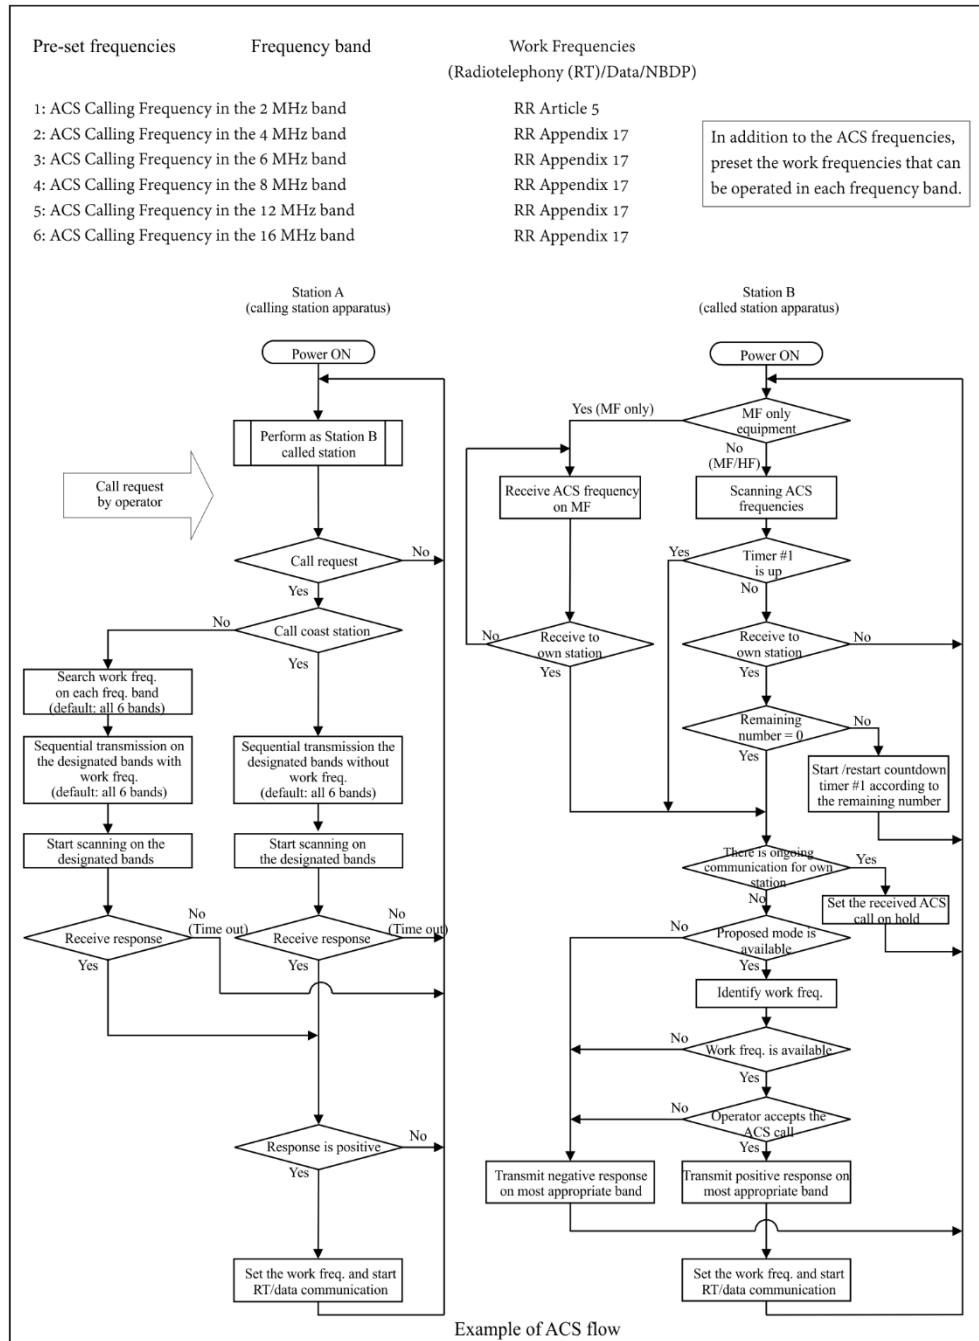 Pre-set frequencies Frequency band Work Frequencies
(Radiotelephony (RT)/Data/NBDP)
1: ACS Calling Frequency in the 2 MHz band RR Article 5
2: ACS Calling Frequency in the 4 MHz band RR Appendix 17
3: ACS Calling Frequency in the 6 MHz band RR Appendix 17
4: ACS Calling Frequency in the 8 MHz band RR Appendix 17
5: ACS Calling Frequency in the 12 MHz band RR Appendix 17
6: ACS Calling Frequency in the 16 MHz band RR Appendix 17
In addition to the ACS frequencies,
preset the work frequencies that can
be operated in each frequency band.
Station A
(calling station apparatus)
Power ON
Perform as Station B
called station
Call request
by operator
Call request
No
Yes
Call coast station
No
Yes
Search work freq.
on each freq. band
(default: all 6 bands)
Sequential transmission on
the designated bands with
work freq.
(default: all 6 bands)
Start scanning on the
designated bands
Receive response
No
(Time out)
Yes
Sequential transmission the
designated bands without
work freq.
(default: all 6 bands)
Start scanning on
the designated bands
Receive response
No
(Time out)
Yes
Response is positive
No
Yes
Set the work freq. and start
RT/data communication
Station B
(called station apparatus)
Power ON
MF only
equipment
Yes (MF only)
No
(MF/HF)
Receive ACS frequency
on MF
Receive to
own station
No
Yes
Scanning ACS
frequencies
Timer #1
is up
Yes
No
Receive to
own station
No
Yes
Remaining
number = 0
No
Yes
Start /restart countdown
timer #1 according to
the remaining number
There is ongoing
communication for own
station
Yes
No
Set the received ACS
call on hold
Proposed mode is
available
No
Yes
Identify work freq.
Work freq. is available
No
Yes
Operator accepts the
ACS call
No
Yes
Transmit negative response
on most appropriate band
Transmit positive response on
most appropriate band
Set the work freq. and start
RT/data communication
Example of ACS flow